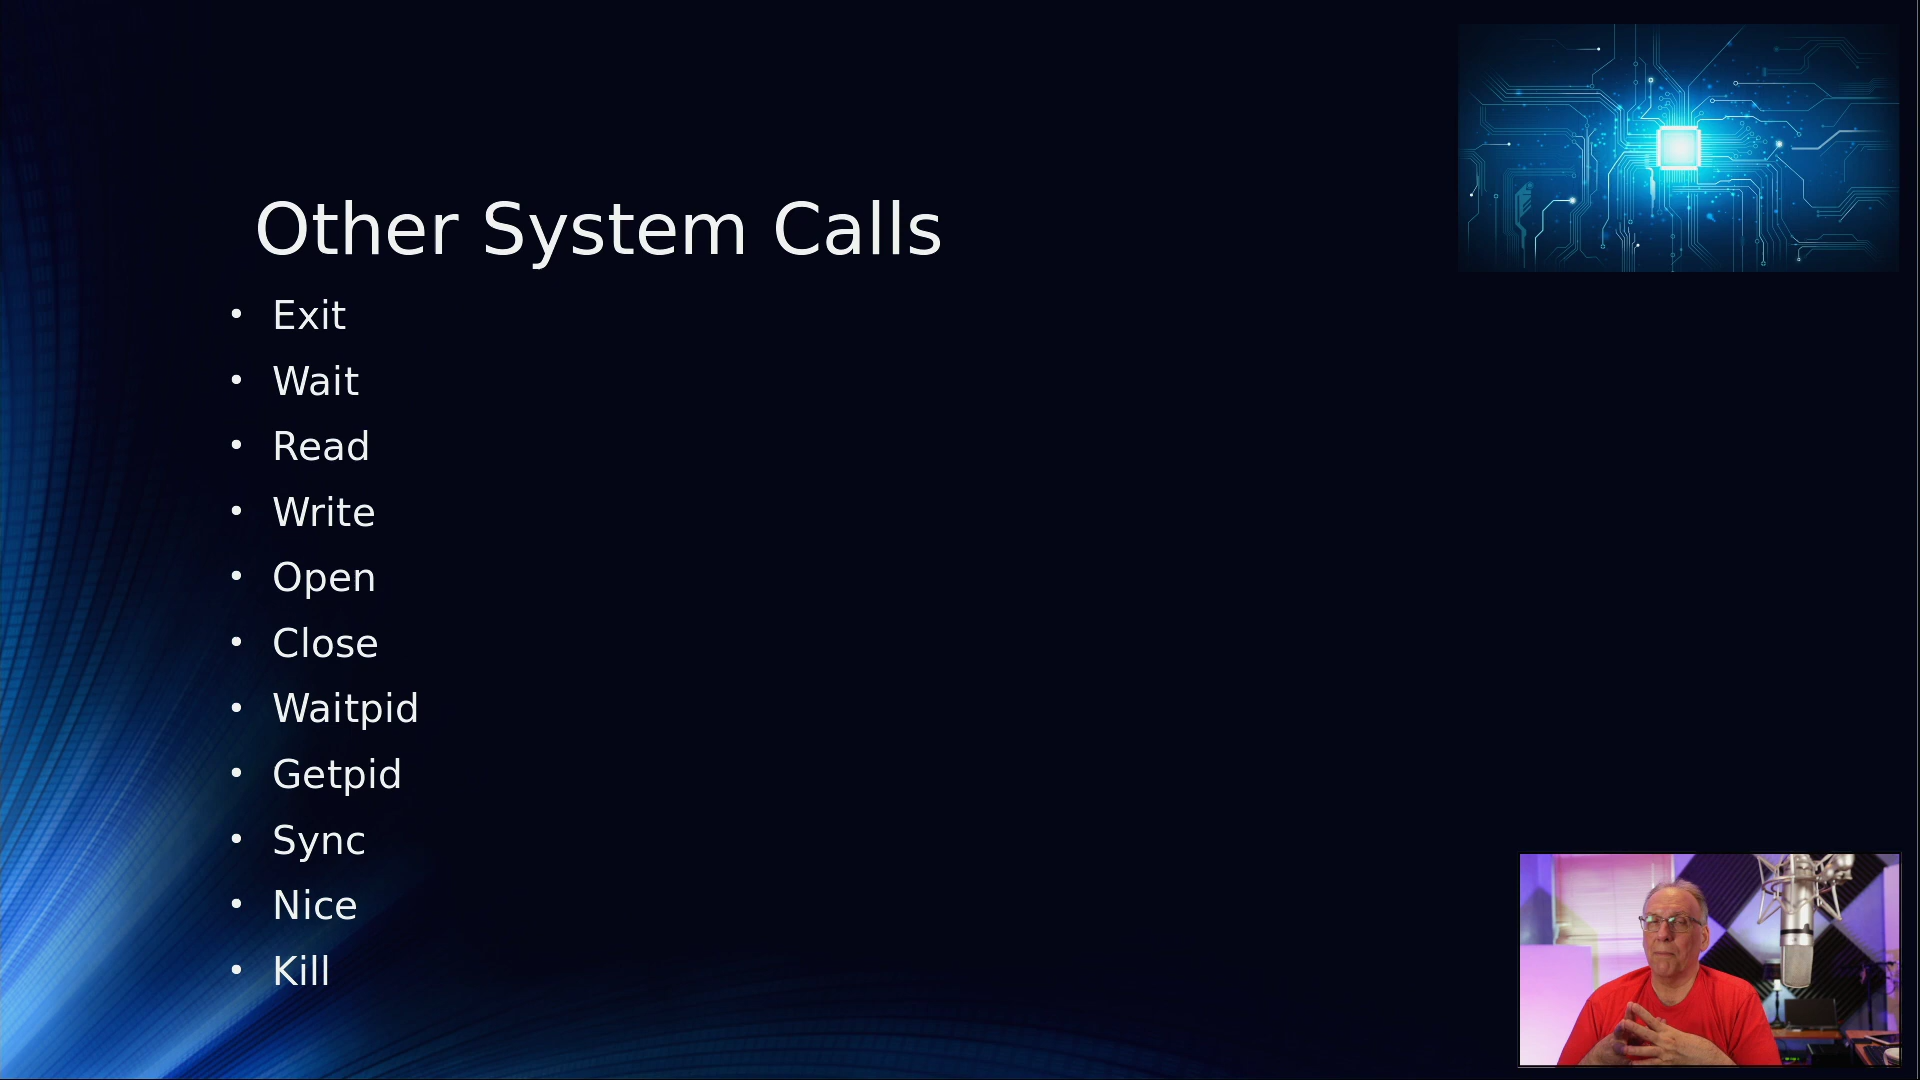 Other System Calls
• Exit
• Wait
• Read
• Write
• Open
• Close
• Waitpid
• Getpid
• Sync
• Nice
• Kill